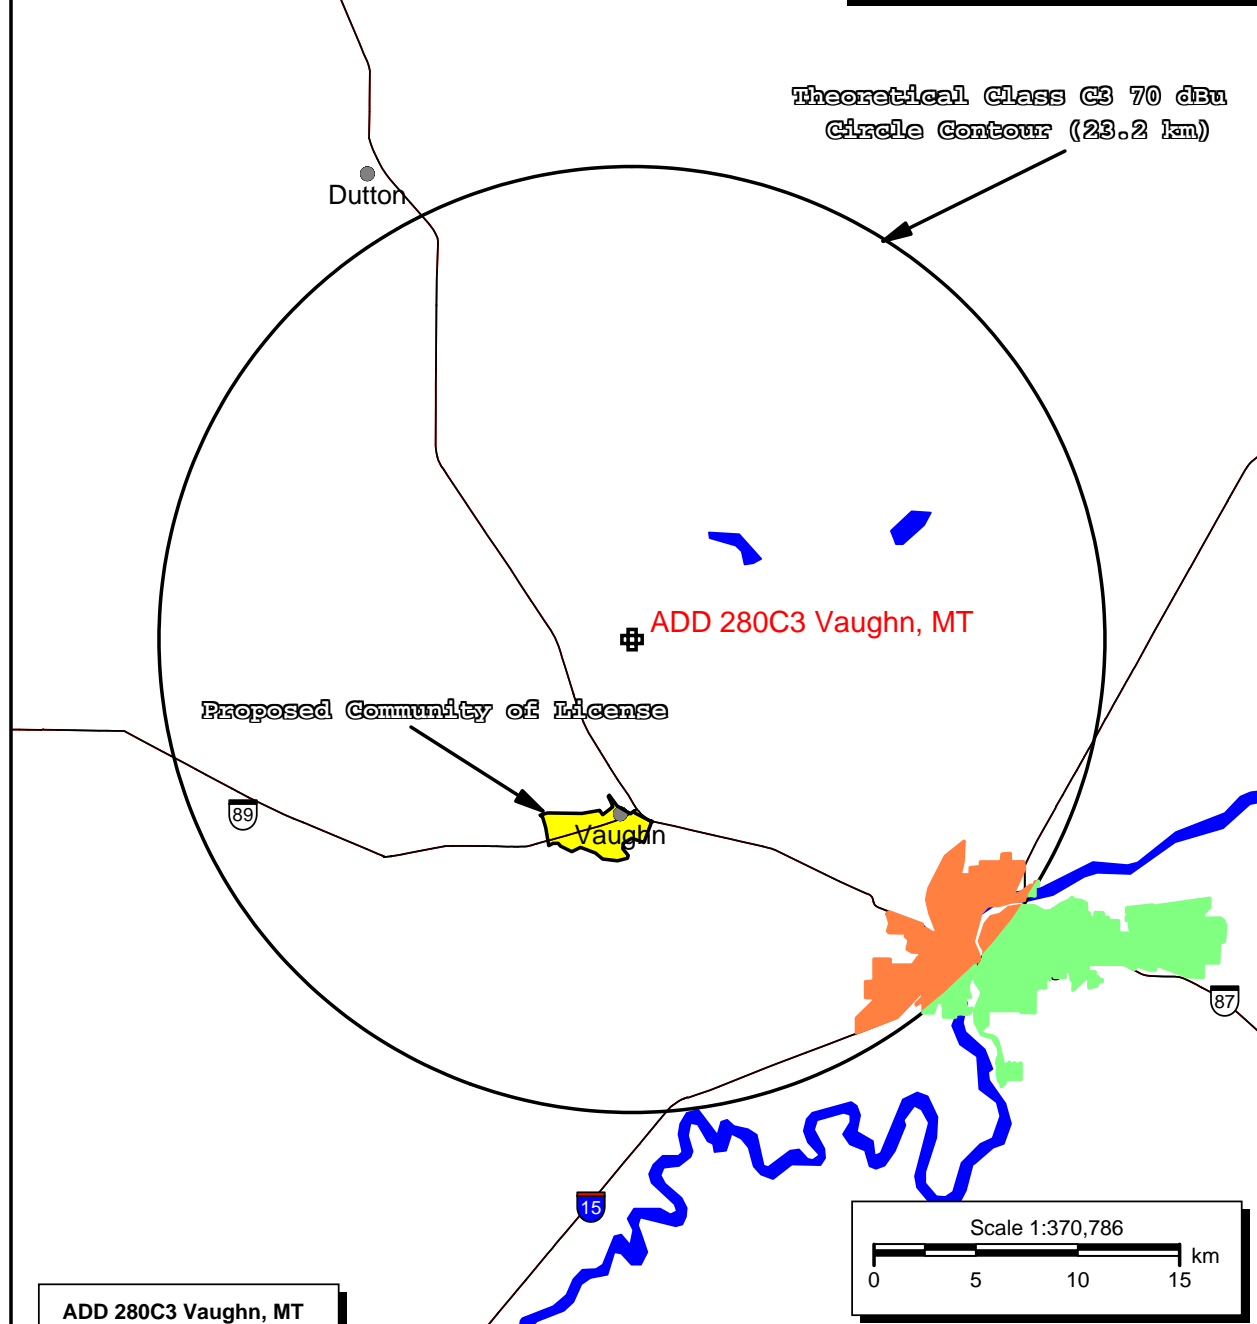 Theoretical Class C3 70 dBu
Circle Contour (23.2 km)
Dutton
ADD 280C3 Vaughn, MT
Proposed Community of License
89
Vaughn
87
15
Scale 1:370,786
km
0 5 10 15
ADD 280C3 Vaughn, MT